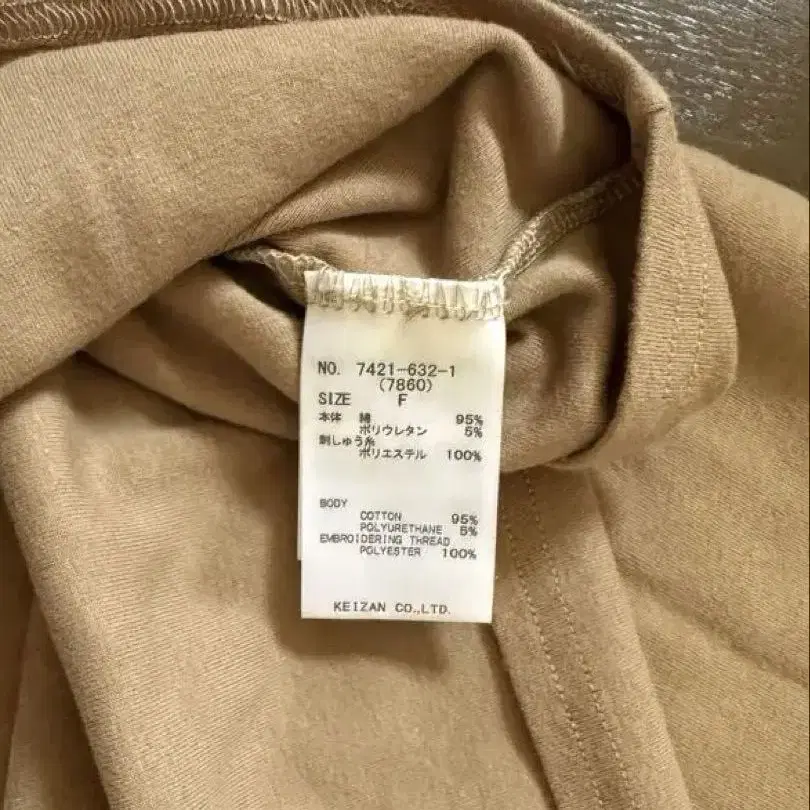 NO. 7421-632-1
(7860)
SIZE F
本体 綿 95%
ポリウレタン 5%
刺しゅう糸
ポリエステル 100%
BODY
COTTON 95%
POLYURETHANE 5%
EMBROIDERING THREAD
POLYESTER 100%
KEIZAN CO.,LTD.